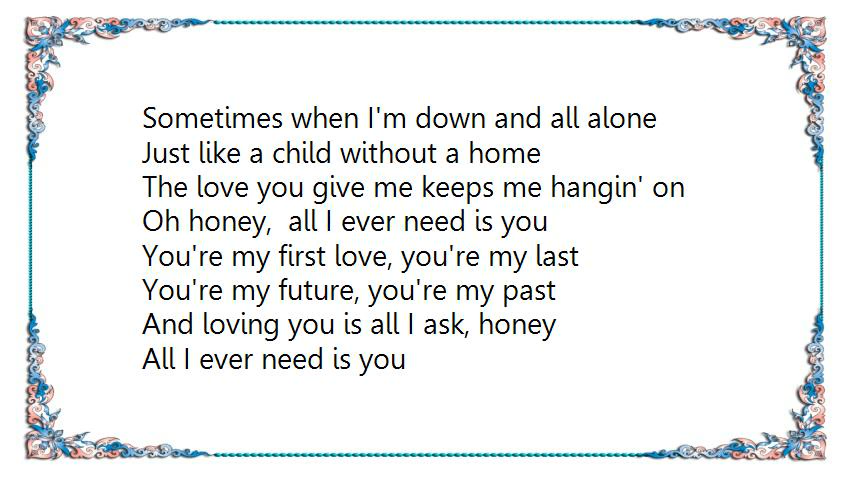 Sometimes when I'm down and all alone
Just like a child without a home
The love you give me keeps me hangin' on
Oh honey,  all I ever need is you
You're my first love, you're my last
You're my future, you're my past
And loving you is all I ask, honey
All I ever need is you